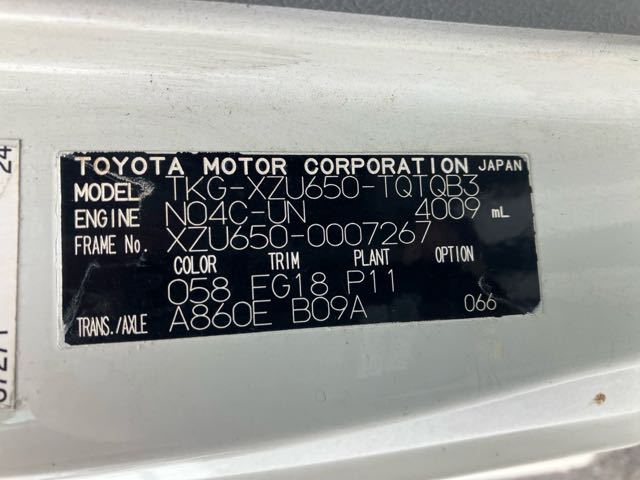 TOYOTA MOTOR CORPORATION JAPAN
MODEL TKG-XZU650-TQTQB3
ENGINE N04C-UN 4009 mL
FRAME No. XZU650-0007267
COLOR TRIM PLANT OPTION
058 FG18 P11
TRANS./AXLE A860E B09A 066
24